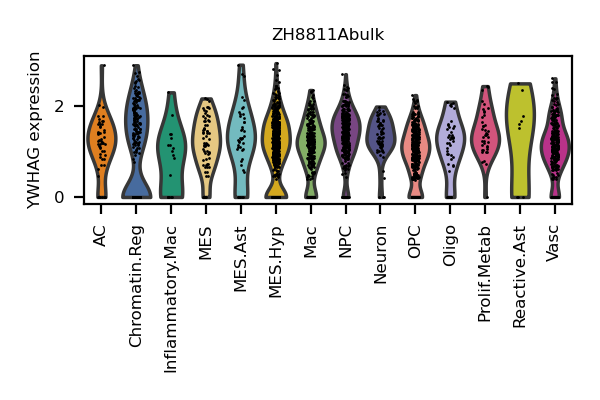 ZH8811Abulk
YWHAG expression
2
0
AC
Chromatin.Reg
Inflammatory.Mac
MES
MES.Ast
MES.Hyp
Mac
NPC
Neuron
OPC
Oligo
Prolif.Metab
Reactive.Ast
Vasc